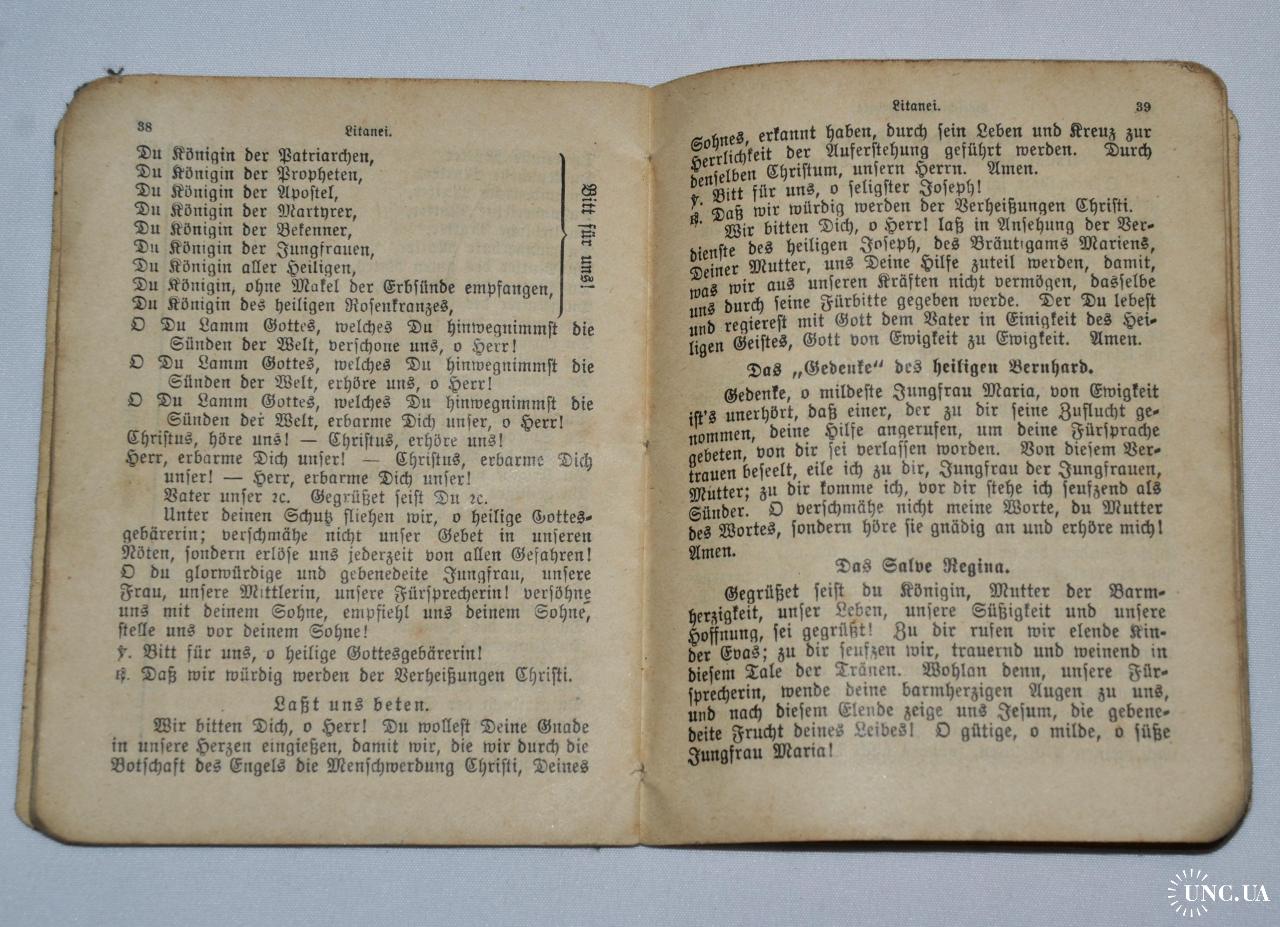 38
Litanei.
Du Königin der Patriarchen,
Du Königin der Propheten,
Du Königin der Apostel,
Du Königin der Martyrer,
Du Königin der Bekenner,
Du Königin der Jungfrauen,
Du Königin aller Heiligen,
Du Königin, ohne Makel der Erbsünde empfangen,
Du Königin des heiligen Rosenkranzes,
Bitt für uns!
O Du Lamm Gottes, welches Du hinwegnimmst die
Sünden der Welt, verschone uns, o Herr!
O Du Lamm Gottes, welches Du hinwegnimmst die
Sünden der Welt, erhöre uns, o Herr!
O Du Lamm Gottes, welches Du hinwegnimmst die
Sünden der Welt, erbarme Dich unser, o Herr!
Christus, höre uns! — Christus, erhöre uns!
Herr, erbarme Dich unser! — Christus, erbarme Dich
unser! — Herr, erbarme Dich unser!
Vater unser ꝛc. Gegrüßet seist Du ꝛc.
Unter deinen Schutz fliehen wir, o heilige Gottes-
gebärerin; verschmähe nicht unser Gebet in unseren
Nöten, sondern erlöse uns jederzeit von allen Gefahren!
O du glorwürdige und gebenedeite Jungfrau, unsere
Frau, unsere Mittlerin, unsere Fürsprecherin! versöhne
uns mit deinem Sohne, empfiehl uns deinem Sohne,
stelle uns vor deinem Sohne!
℣. Bitt für uns, o heilige Gottesgebärerin!
℟. Daß wir würdig werden der Verheißungen Christi.
Laßt uns beten.
Wir bitten Dich, o Herr! Du wollest Deine Gnade
in unsere Herzen eingießen, damit wir, die wir durch die
Botschaft des Engels die Menschwerdung Christi, Deines
Litanei.
39
Sohnes, erkannt haben, durch sein Leben und Kreuz zur
Herrlichkeit der Auferstehung geführt werden. Durch
denselben Christum, unsern Herrn. Amen.
℣. Bitt für uns, o seligster Joseph!
℟. Daß wir würdig werden der Verheißungen Christi.
Wir bitten Dich, o Herr! laß in Ansehung der Ver-
dienste des heiligen Joseph, des Bräutigams Mariens,
Deiner Mutter, uns Deine Hilfe zuteil werden, damit,
was wir aus unseren Kräften nicht vermögen, dasselbe
uns durch seine Fürbitte gegeben werde. Der Du lebest
und regierest mit Gott dem Vater in Einigkeit des Hei-
ligen Geistes, Gott von Ewigkeit zu Ewigkeit. Amen.
Das „Gedenke“ des heiligen Bernhard.
Gedenke, o mildeste Jungfrau Maria, von Ewigkeit
ist's unerhört, daß einer, der zu dir seine Zuflucht ge-
nommen, deine Hilfe angerufen, um deine Fürsprache
gebeten, von dir sei verlassen worden. Von diesem Ver-
trauen beseelt, eile ich zu dir, Jungfrau der Jungfrauen,
Mutter; zu dir komme ich, vor dir stehe ich seufzend als
Sünder. O verschmähe nicht meine Worte, du Mutter
des Wortes, sondern höre sie gnädig an und erhöre mich!
Amen.
Das Salve Regina.
Gegrüßet seist du Königin, Mutter der Barm-
herzigkeit, unser Leben, unsere Süßigkeit und unsere
Hoffnung, sei gegrüßt! Zu dir rufen wir elende Kin-
der Evas; zu dir seufzen wir, trauernd und weinend in
diesem Tale der Tränen. Wohlan denn, unsere Für-
sprecherin, wende deine barmherzigen Augen zu uns,
und nach diesem Elende zeige uns Jesum, die gebene-
deite Frucht deines Leibes! O gütige, o milde, o süße
Jungfrau Maria!
UNC.UA